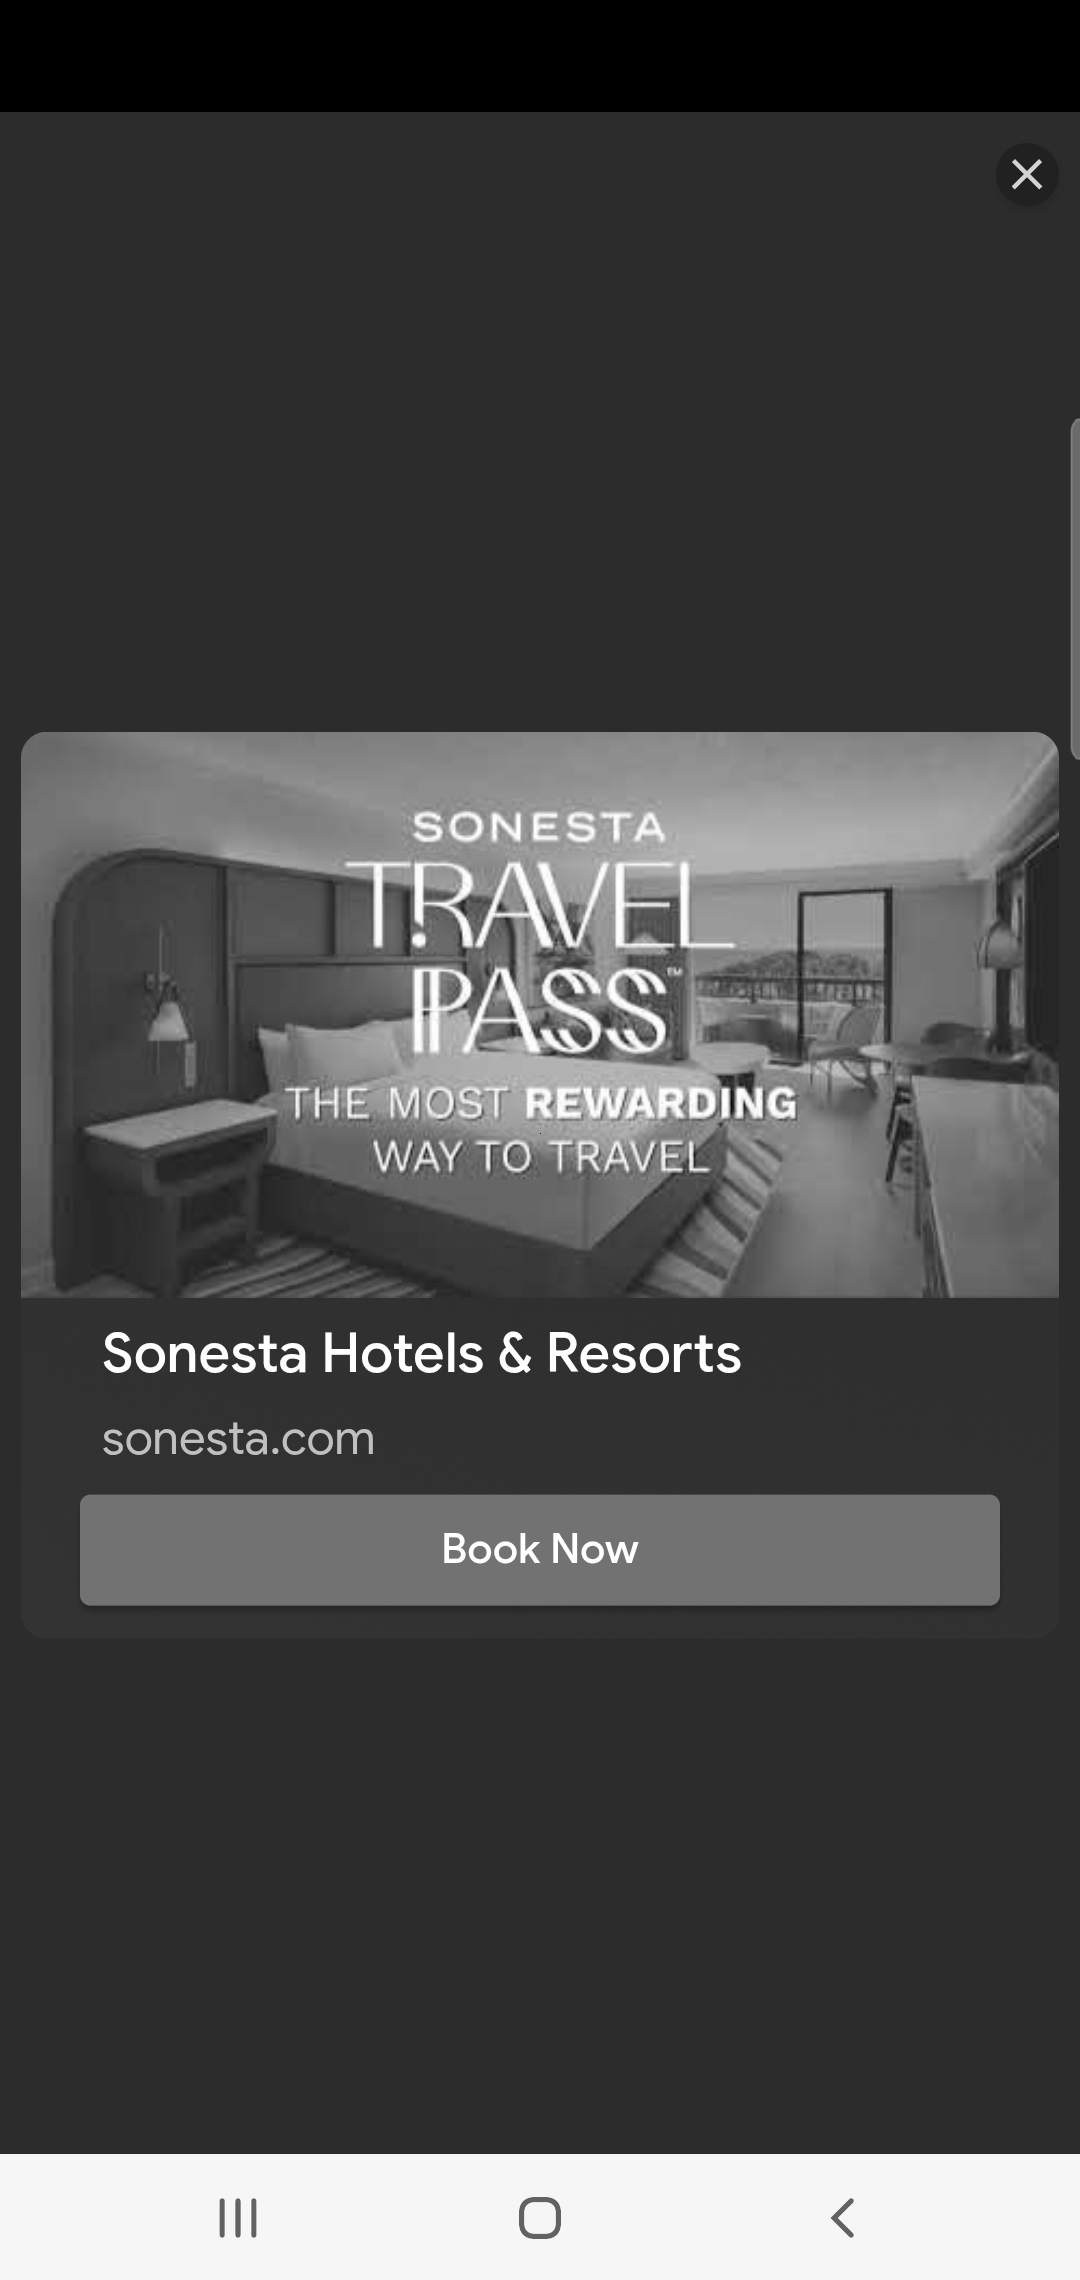 SONESTA
TRAVEL
PASS™
THE MOST REWARDING
WAY TO TRAVEL
Sonesta Hotels & Resorts
sonesta.com
Book Now